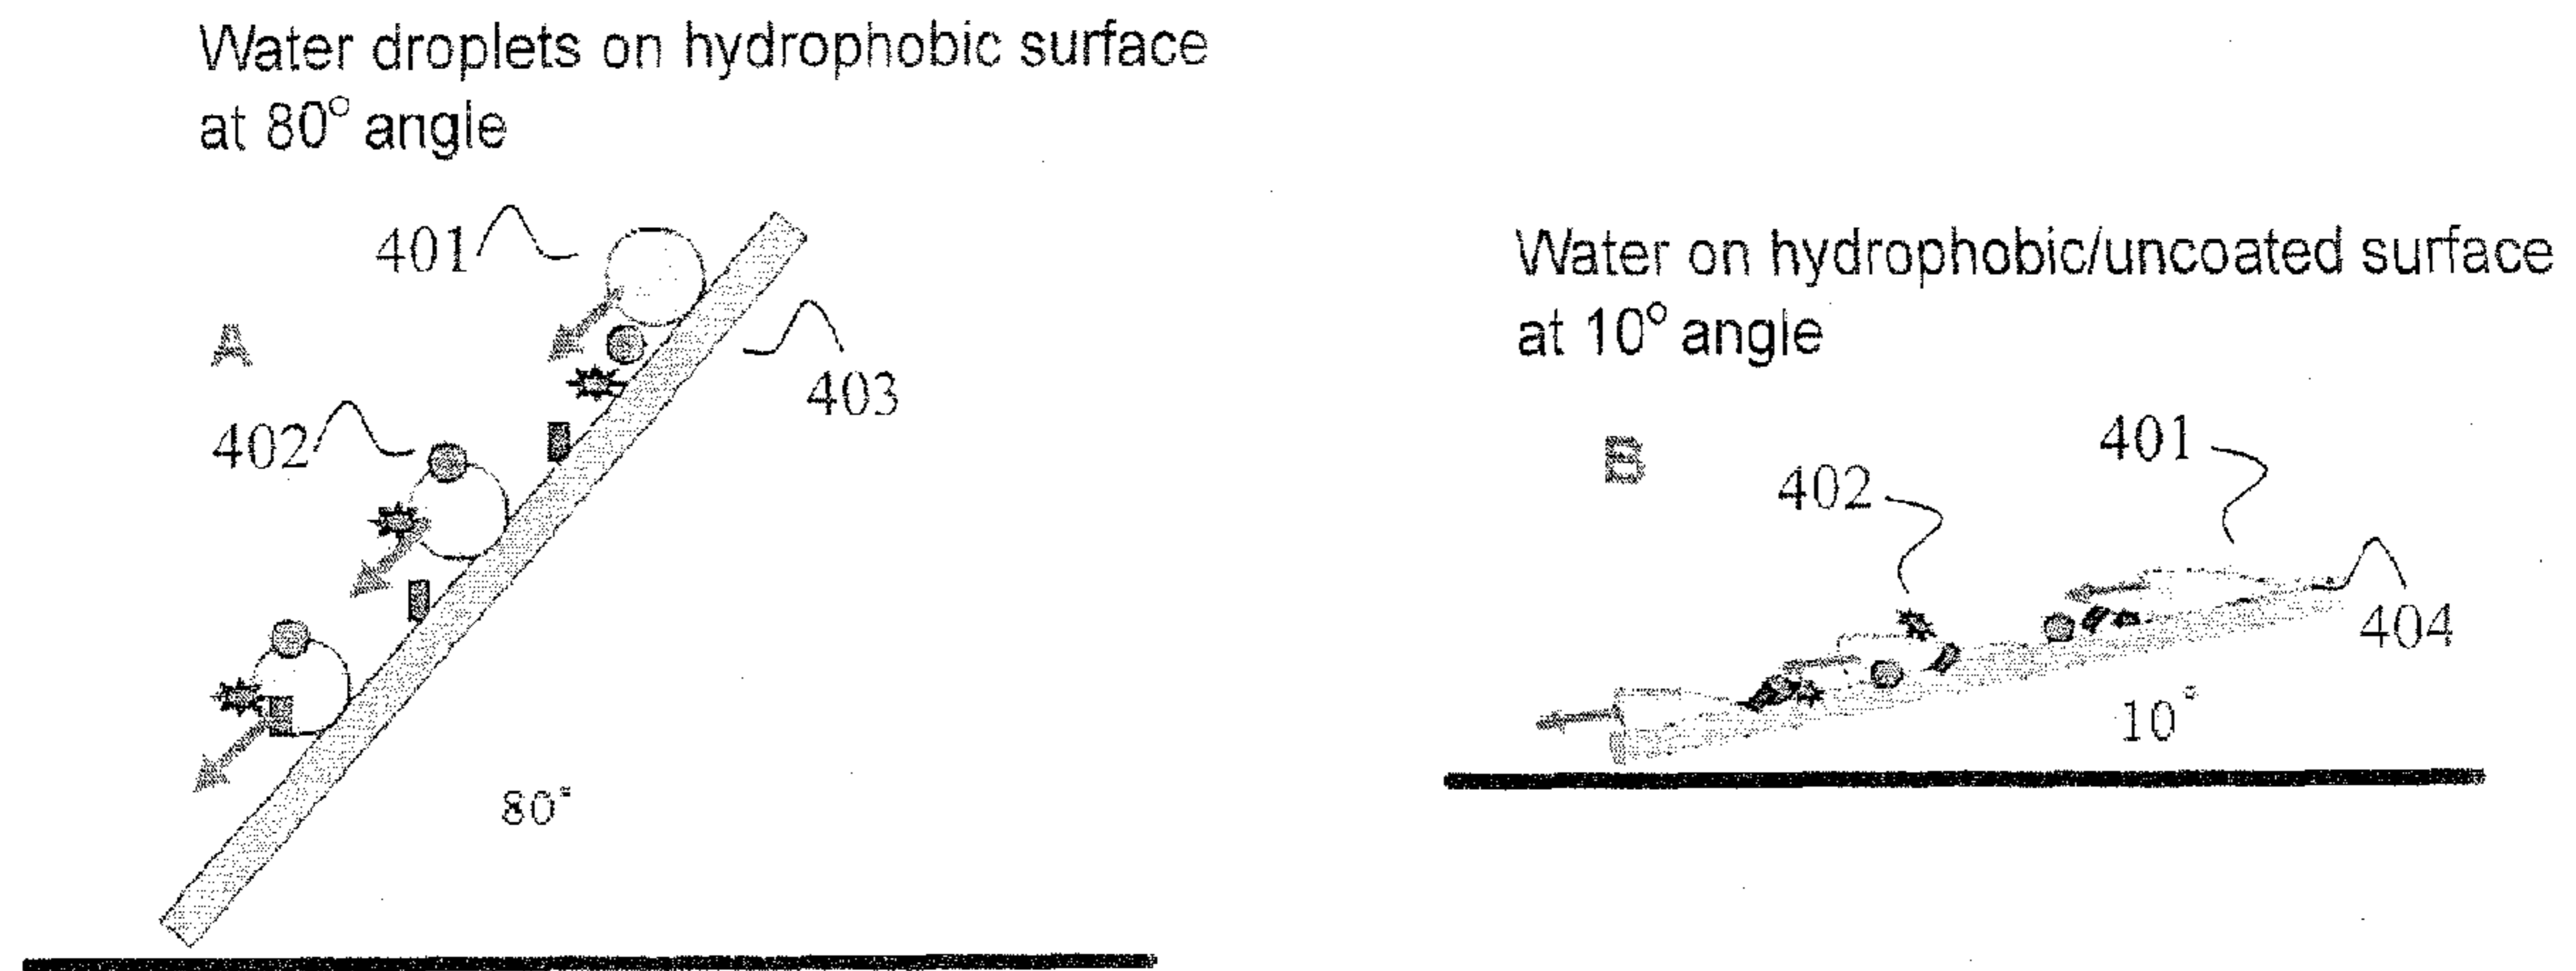 Water droplets on hydrophobic surface
at 80° angle
401
A
403
402
80°
Water on hydrophobic/uncoated surface
at 10° angle
B
401
402
404
10°